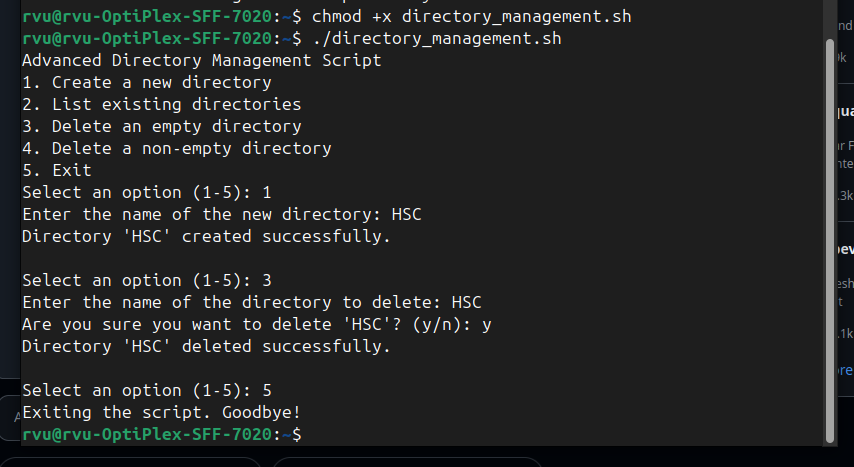 rvu@rvu-OptiPlex-SFF-7020:~$ chmod +x directory_management.sh
rvu@rvu-OptiPlex-SFF-7020:~$ ./directory_management.sh
Advanced Directory Management Script
1. Create a new directory
2. List existing directories
3. Delete an empty directory
4. Delete a non-empty directory
5. Exit
Select an option (1-5): 1
Enter the name of the new directory: HSC
Directory 'HSC' created successfully.

Select an option (1-5): 3
Enter the name of the directory to delete: HSC
Are you sure you want to delete 'HSC'? (y/n): y
Directory 'HSC' deleted successfully.

Select an option (1-5): 5
Exiting the script. Goodbye!
rvu@rvu-OptiPlex-SFF-7020:~$